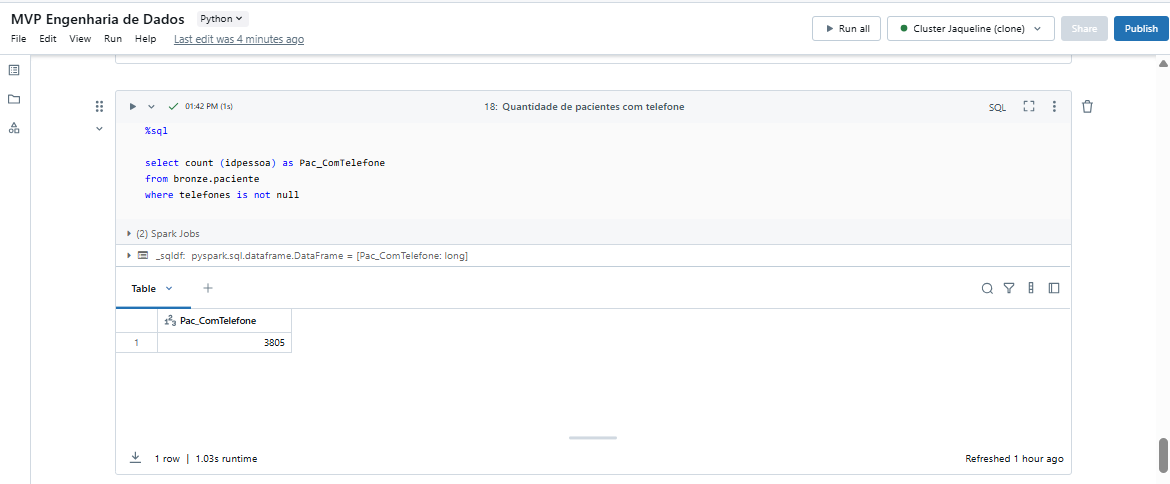 MVP Engenharia de Dados Python
File Edit View Run Help Last edit was 4 minutes ago
Run all
Cluster Jaqueline (clone)
Share
Publish
01:42 PM (1s)
18: Quantidade de pacientes com telefone
SQL
%sql
select count (idpessoa) as Pac_ComTelefone
from bronze.paciente
where telefones is not null
(2) Spark Jobs
_sqldf: pyspark.sql.dataframe.DataFrame = [Pac_ComTelefone: long]
Table +
123 Pac_ComTelefone
1 3805
1 row | 1.03s runtime
Refreshed 1 hour ago